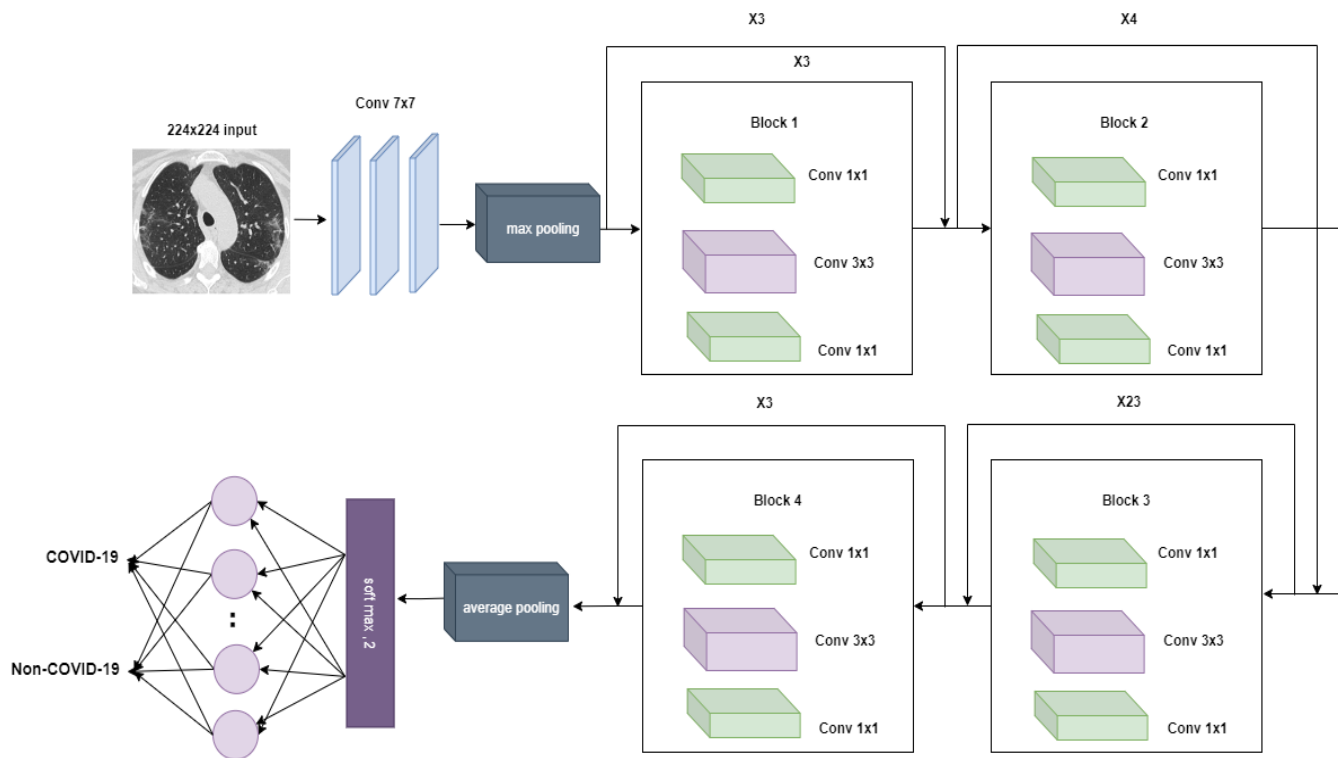 X3
X4
X3
Conv 7x7
224x224 input
max pooling
Block 1
Conv 1x1
Conv 3x3
Conv 1x1
Block 2
Conv 1x1
Conv 3x3
Conv 1x1
X3
X23
Block 4
Conv 1x1
Conv 3x3
Conv 1x1
Block 3
Conv 1x1
Conv 3x3
Conv 1x1
average pooling
soft max , 2
:
COVID-19
Non-COVID-19